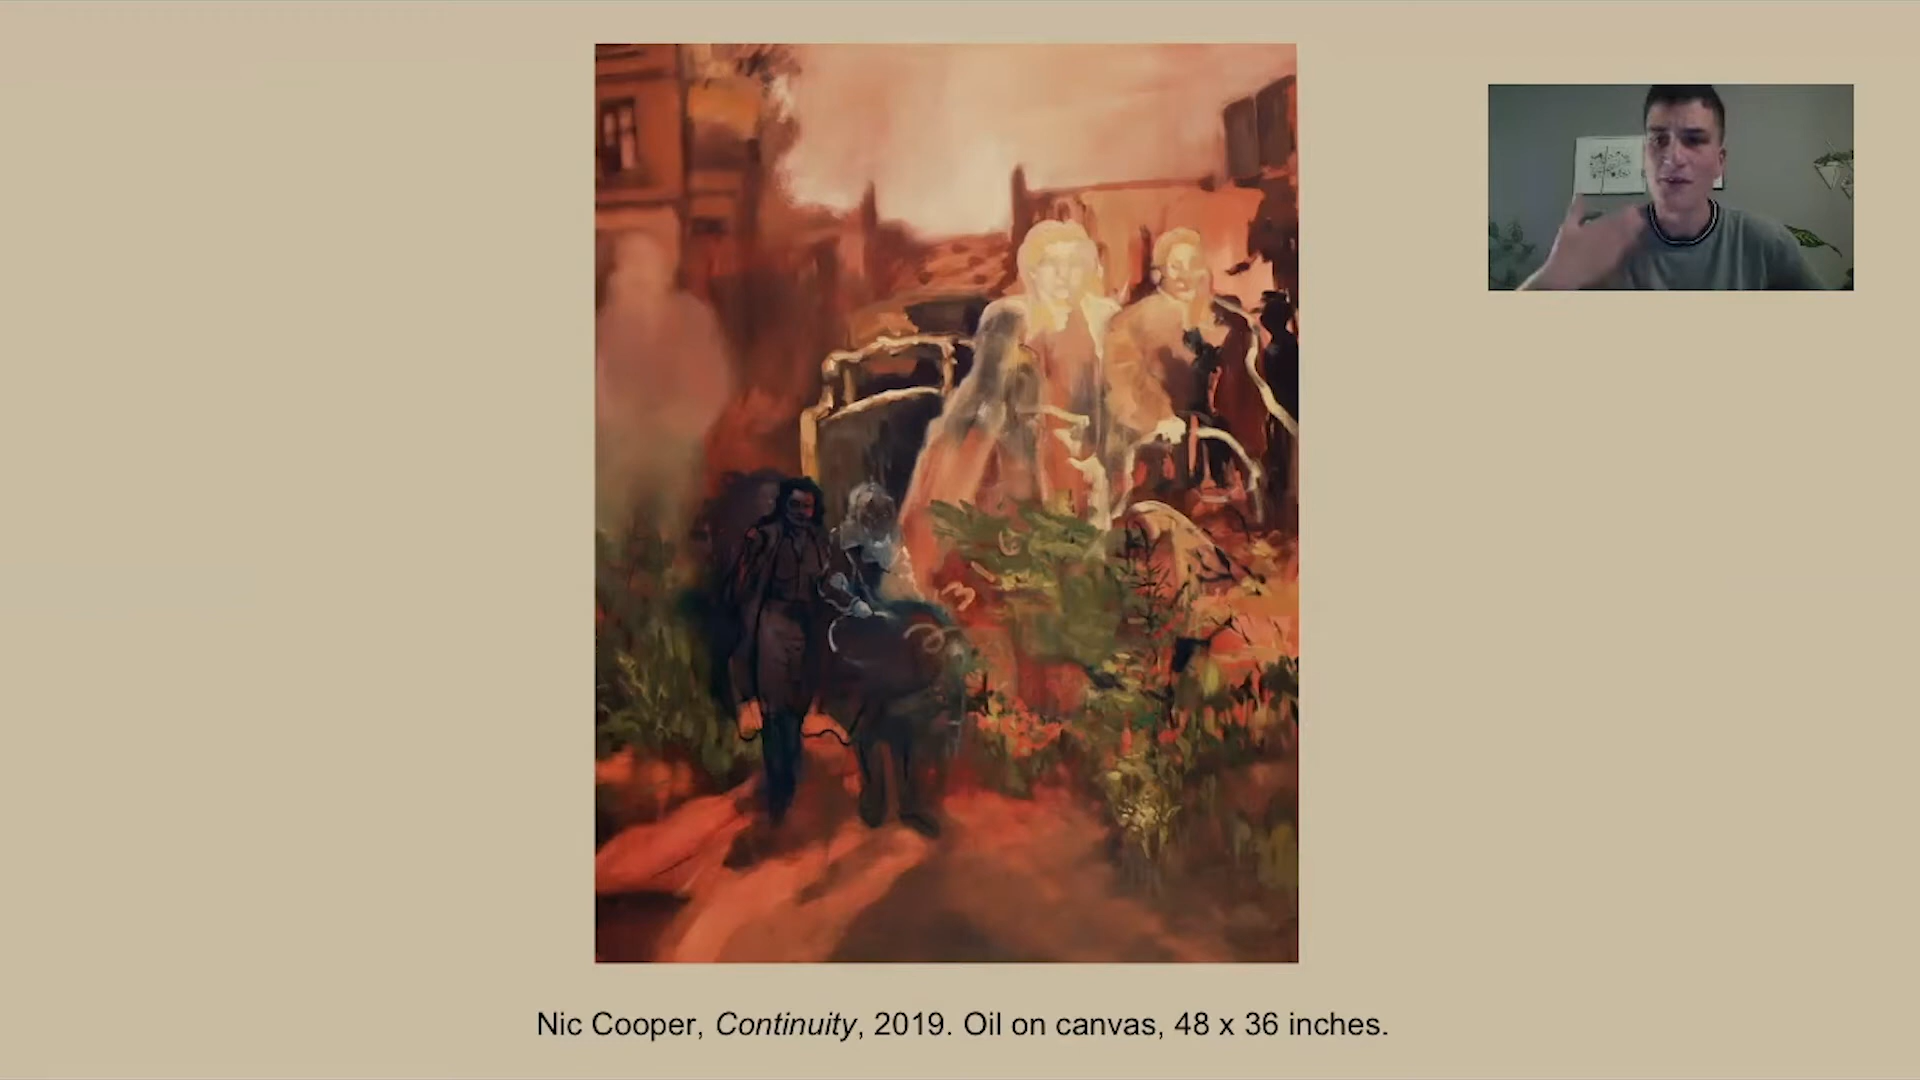 Nic Cooper, Continuity, 2019. Oil on canvas, 48 x 36 inches.